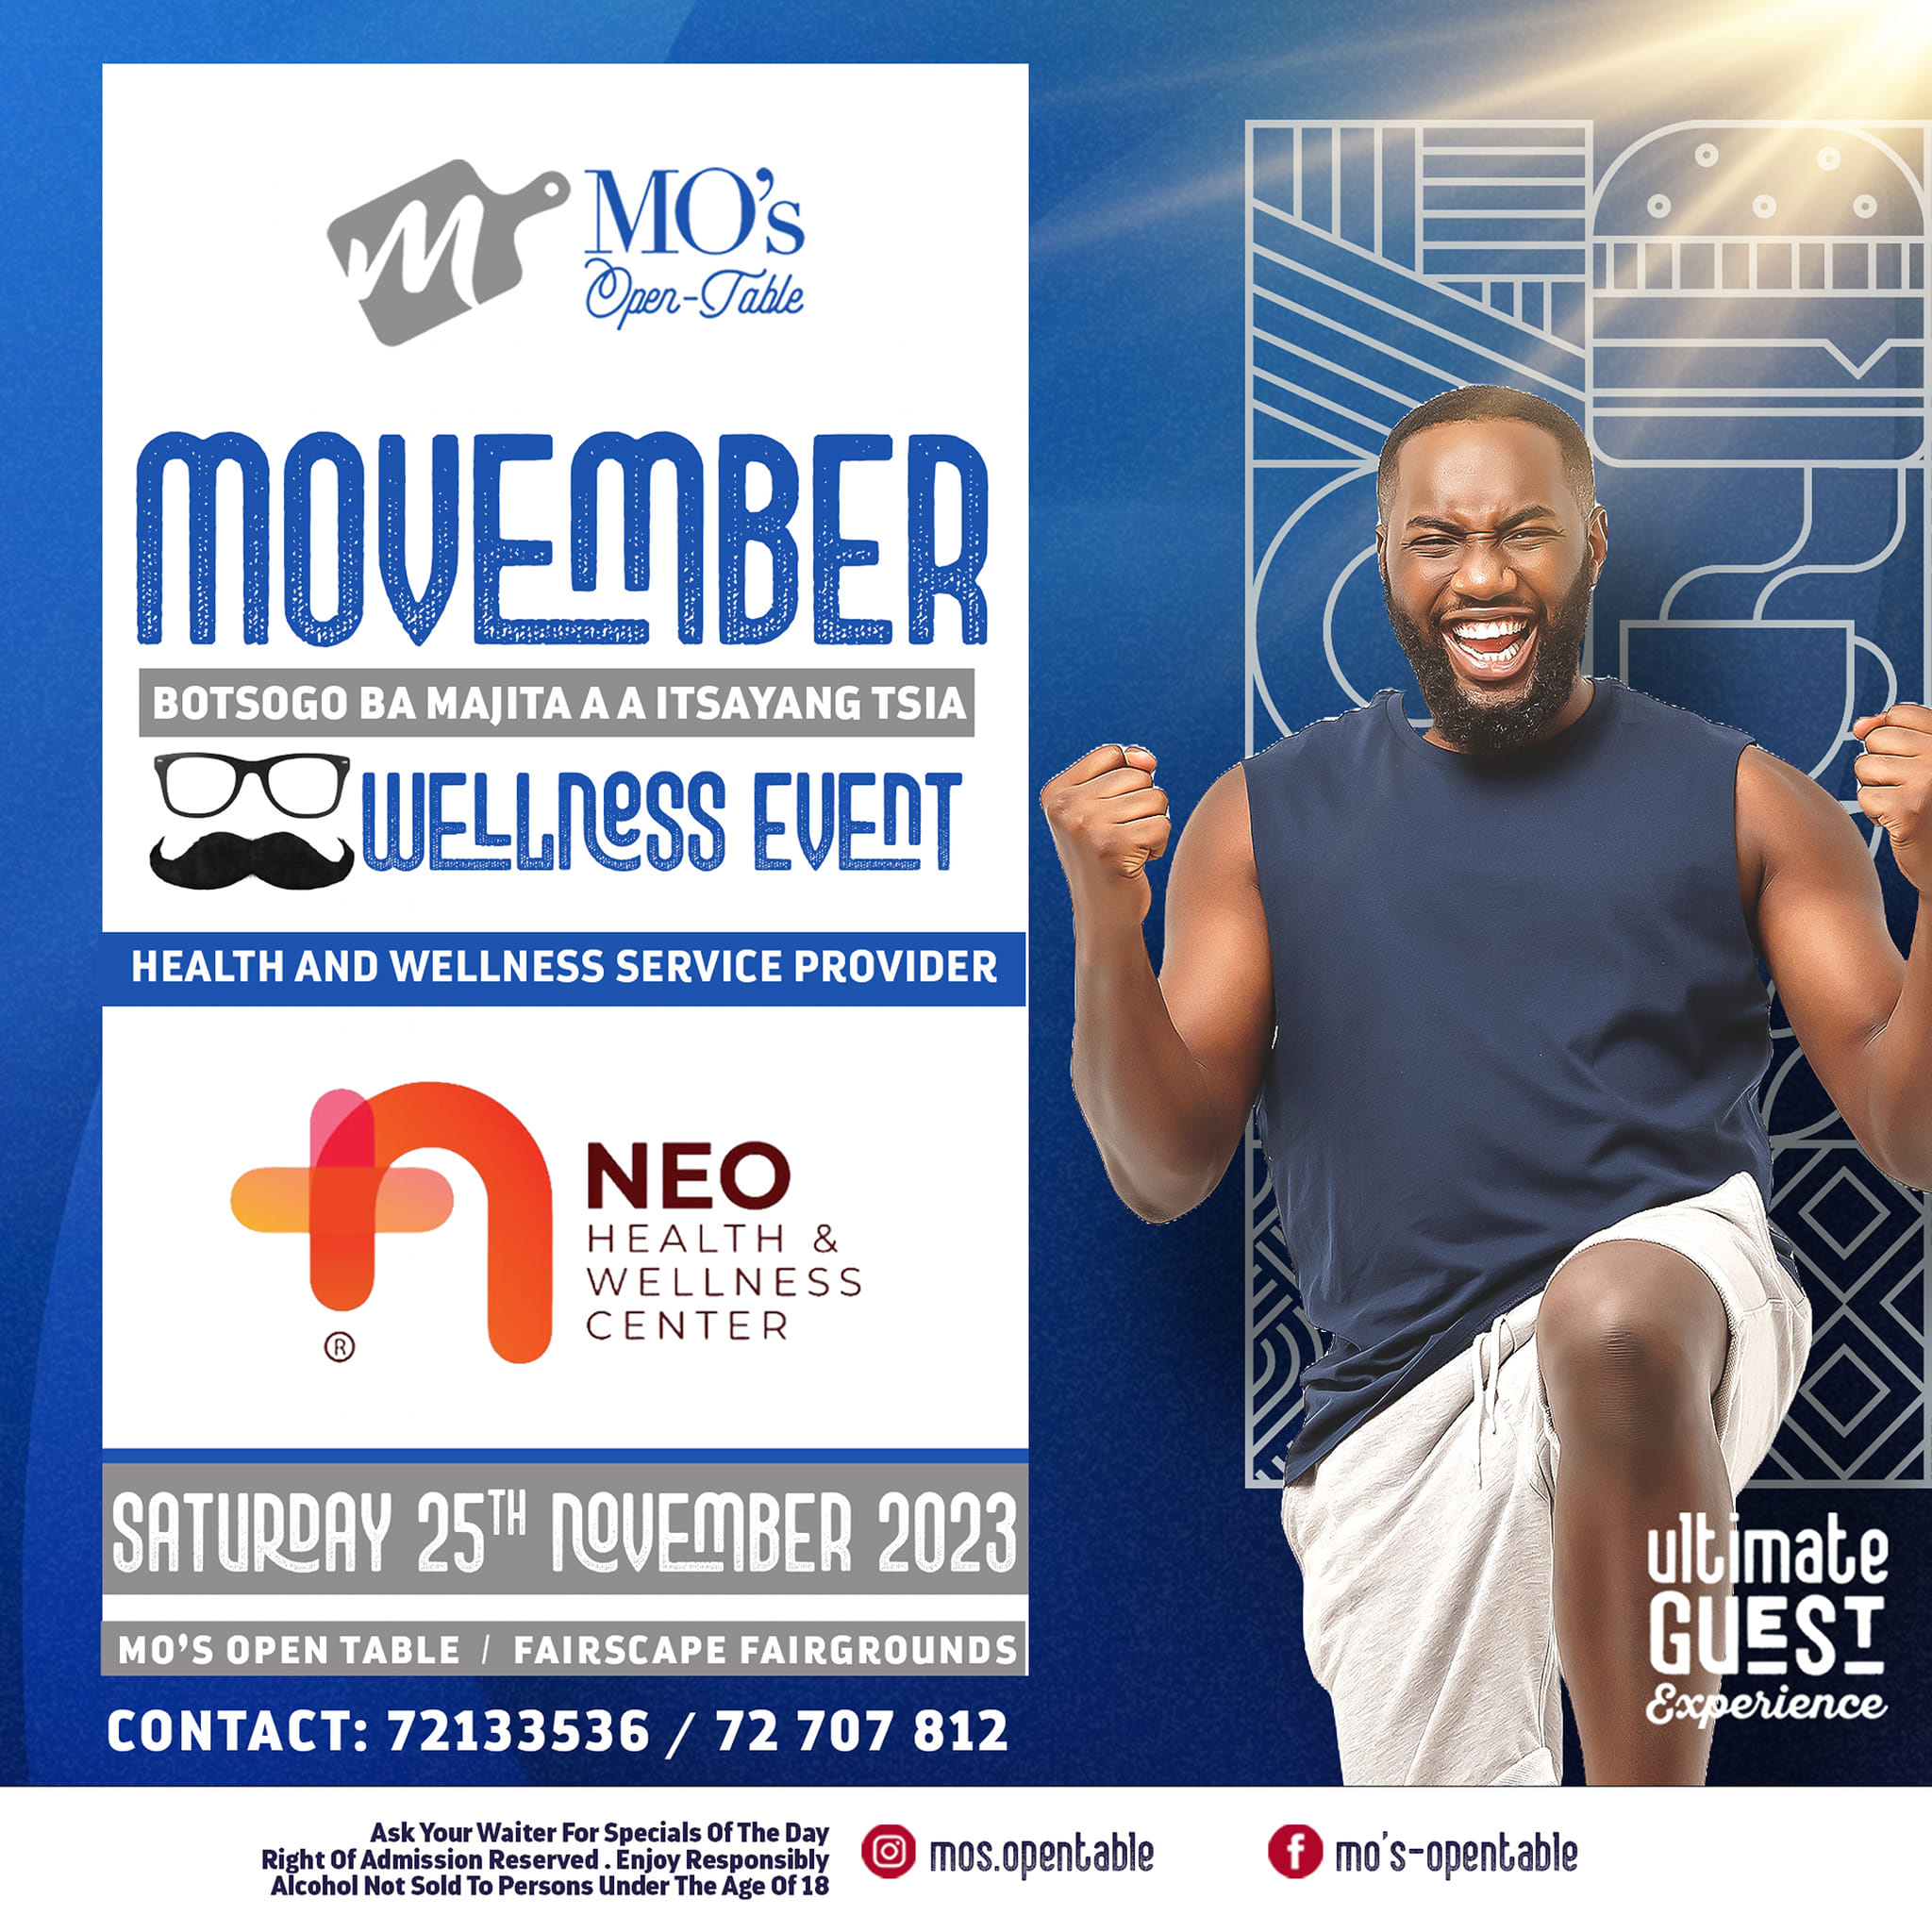 MO's
Open-Table
MOVEMBER
BOTSOGO BA MAJITA A A ITSAYANG TSIA
WELLNESS EVENT
HEALTH AND WELLNESS SERVICE PROVIDER
NEO
HEALTH &
WELLNESS
CENTER
®
SATURDAY 25TH NOVEMBER 2023
MO'S OPEN TABLE / FAIRSCAPE FAIRGROUNDS
CONTACT: 72133536 / 72 707 812
ultimate
GUEST
Experience
Ask Your Waiter For Specials Of The Day
Right Of Admission Reserved . Enjoy Responsibly
Alcohol Not Sold To Persons Under The Age Of 18
mos.opentable
mo's-opentable